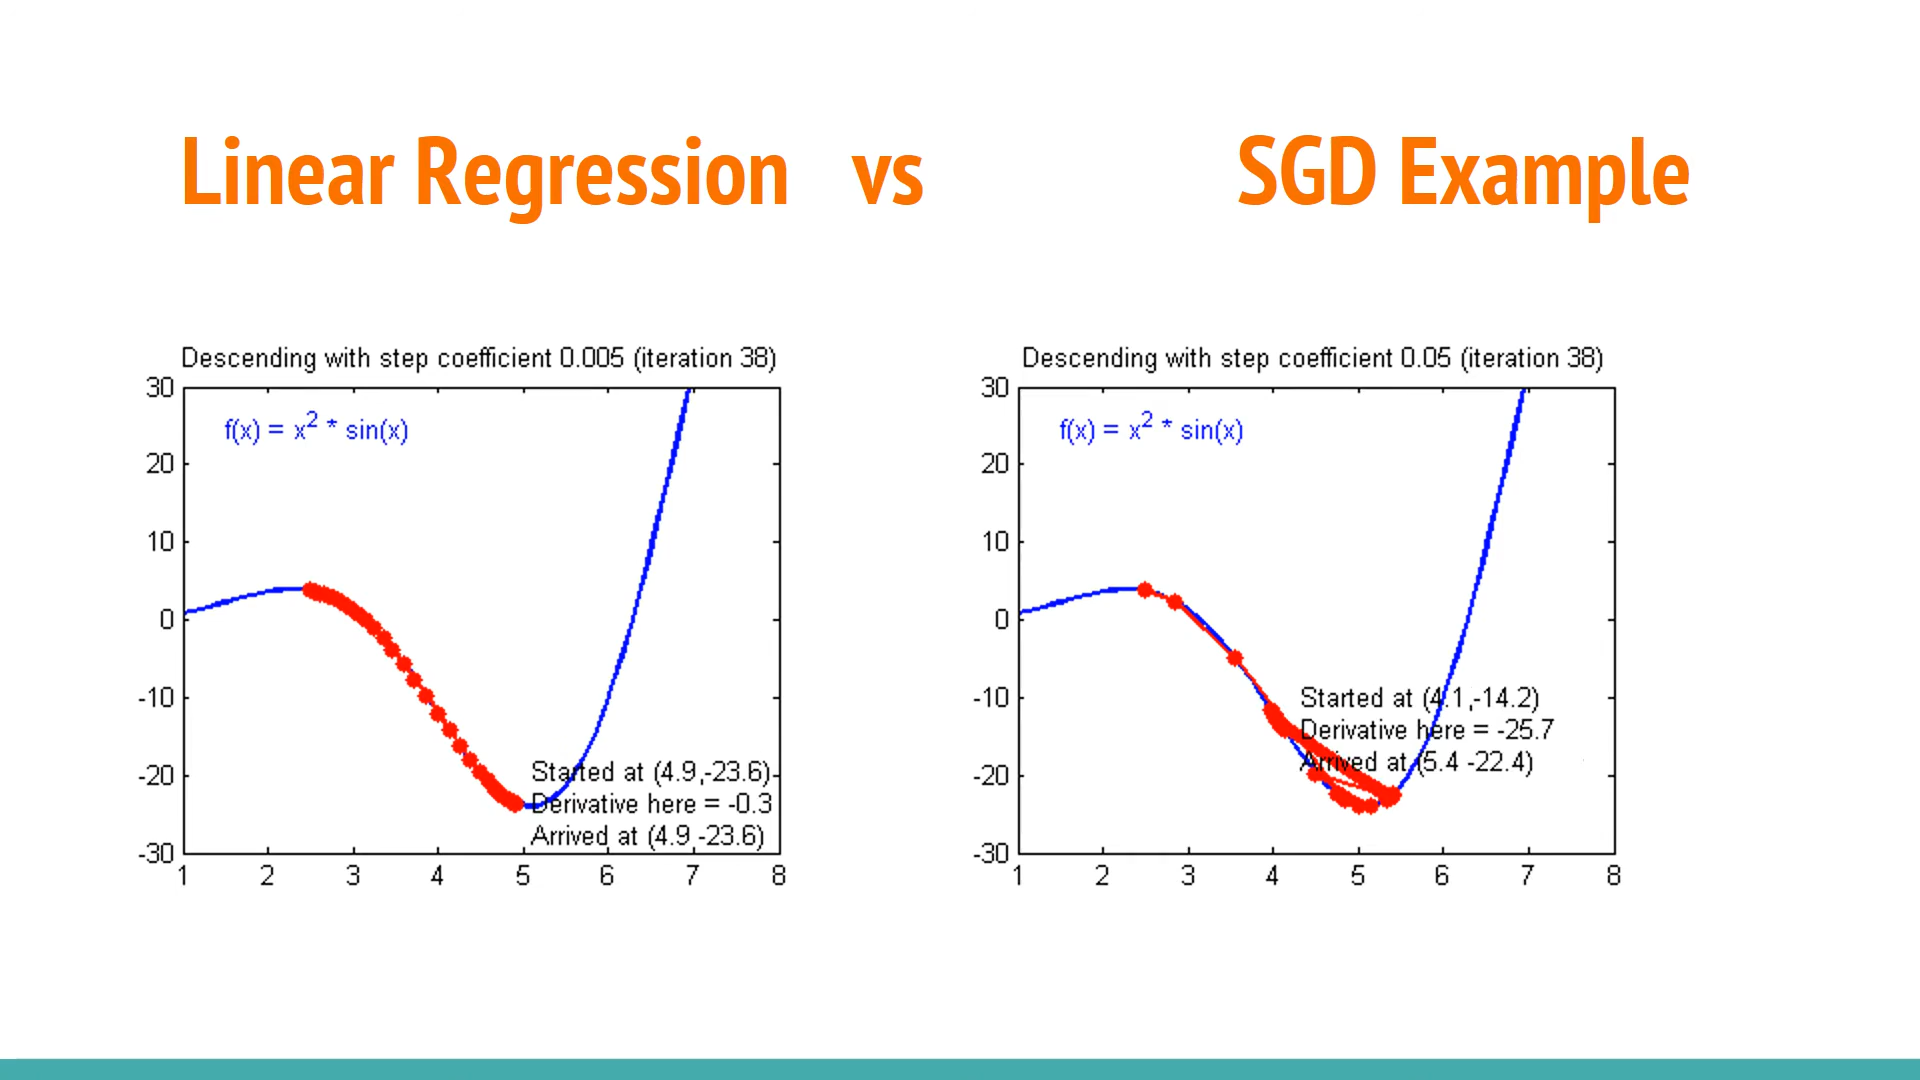 Linear Regression vs SGD Example
Descending with step coefficient 0.005 (iteration 38)
f(x) = x² * sin(x)
30
20
10
0
-10
-20
-30
1 2 3 4 5 6 7 8
Started at (4.9,-23.6)
Derivative here = -0.3
Arrived at (4.9 -23.6)
Descending with step coefficient 0.05 (iteration 38)
f(x) = x² * sin(x)
30
20
10
0
-10
-20
-30
1 2 3 4 5 6 7 8
Started at (4.1,-14.2)
Derivative here = -25.7
Arrived at (5.4 -22.4)